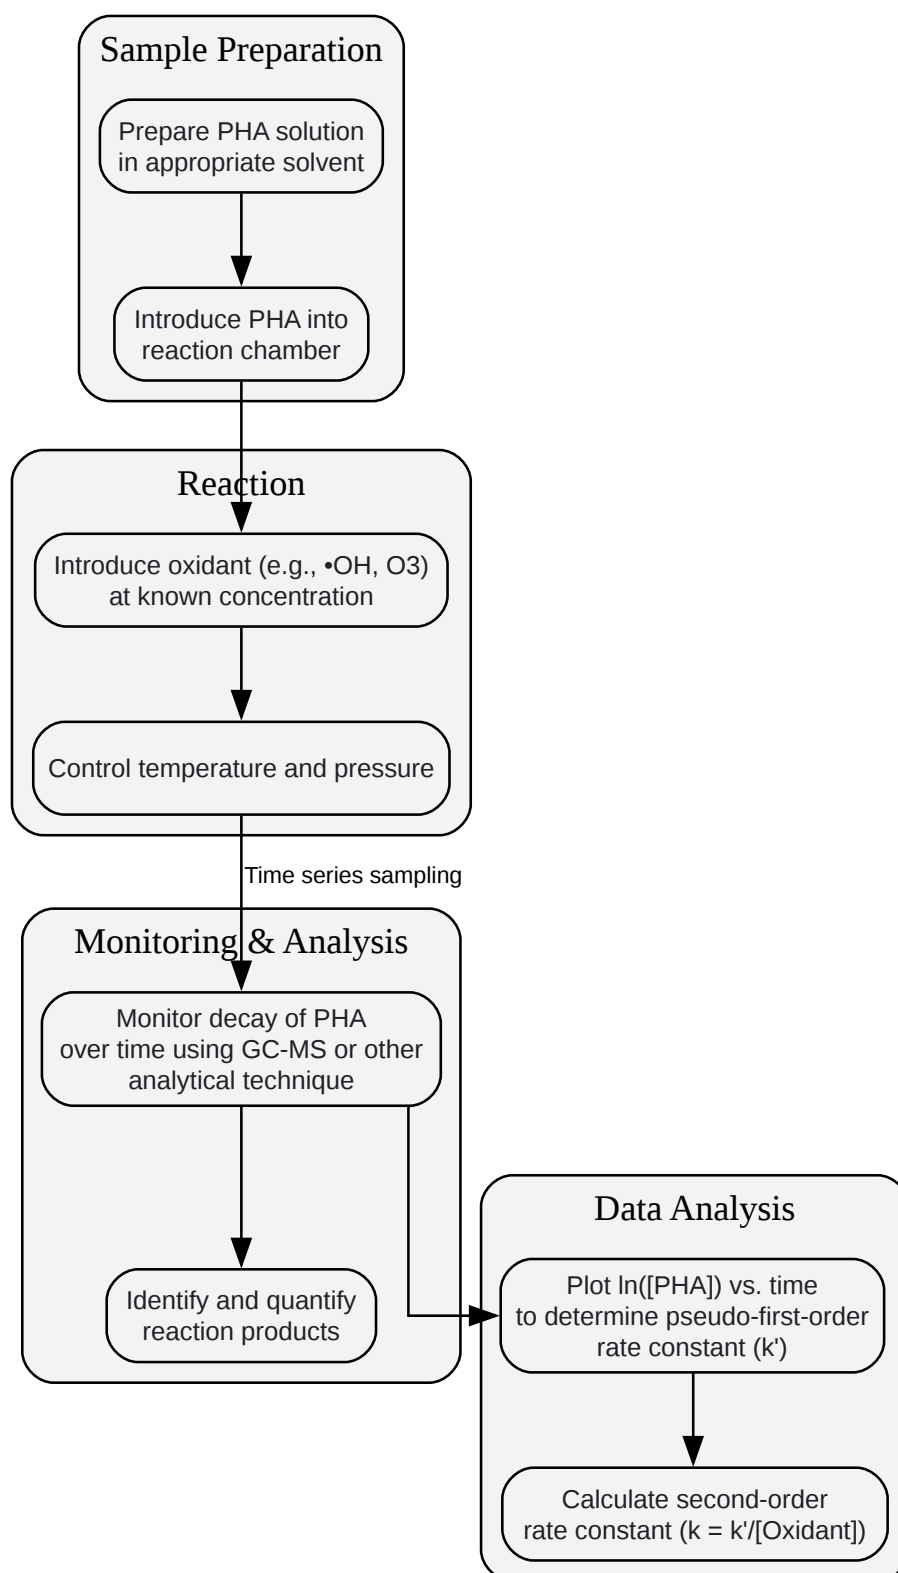 Sample Preparation
Prepare PHA solution
in appropriate solvent
Introduce PHA into
reaction chamber
Reaction
Introduce oxidant (e.g., •OH, O3)
at known concentration
Control temperature and pressure
Time series sampling
Monitoring & Analysis
Monitor decay of PHA
over time using GC-MS or other
analytical technique
Identify and quantify
reaction products
Data Analysis
Plot ln([PHA]) vs. time
to determine pseudo-first-order
rate constant (k')
Calculate second-order
rate constant (k = k'/[Oxidant])